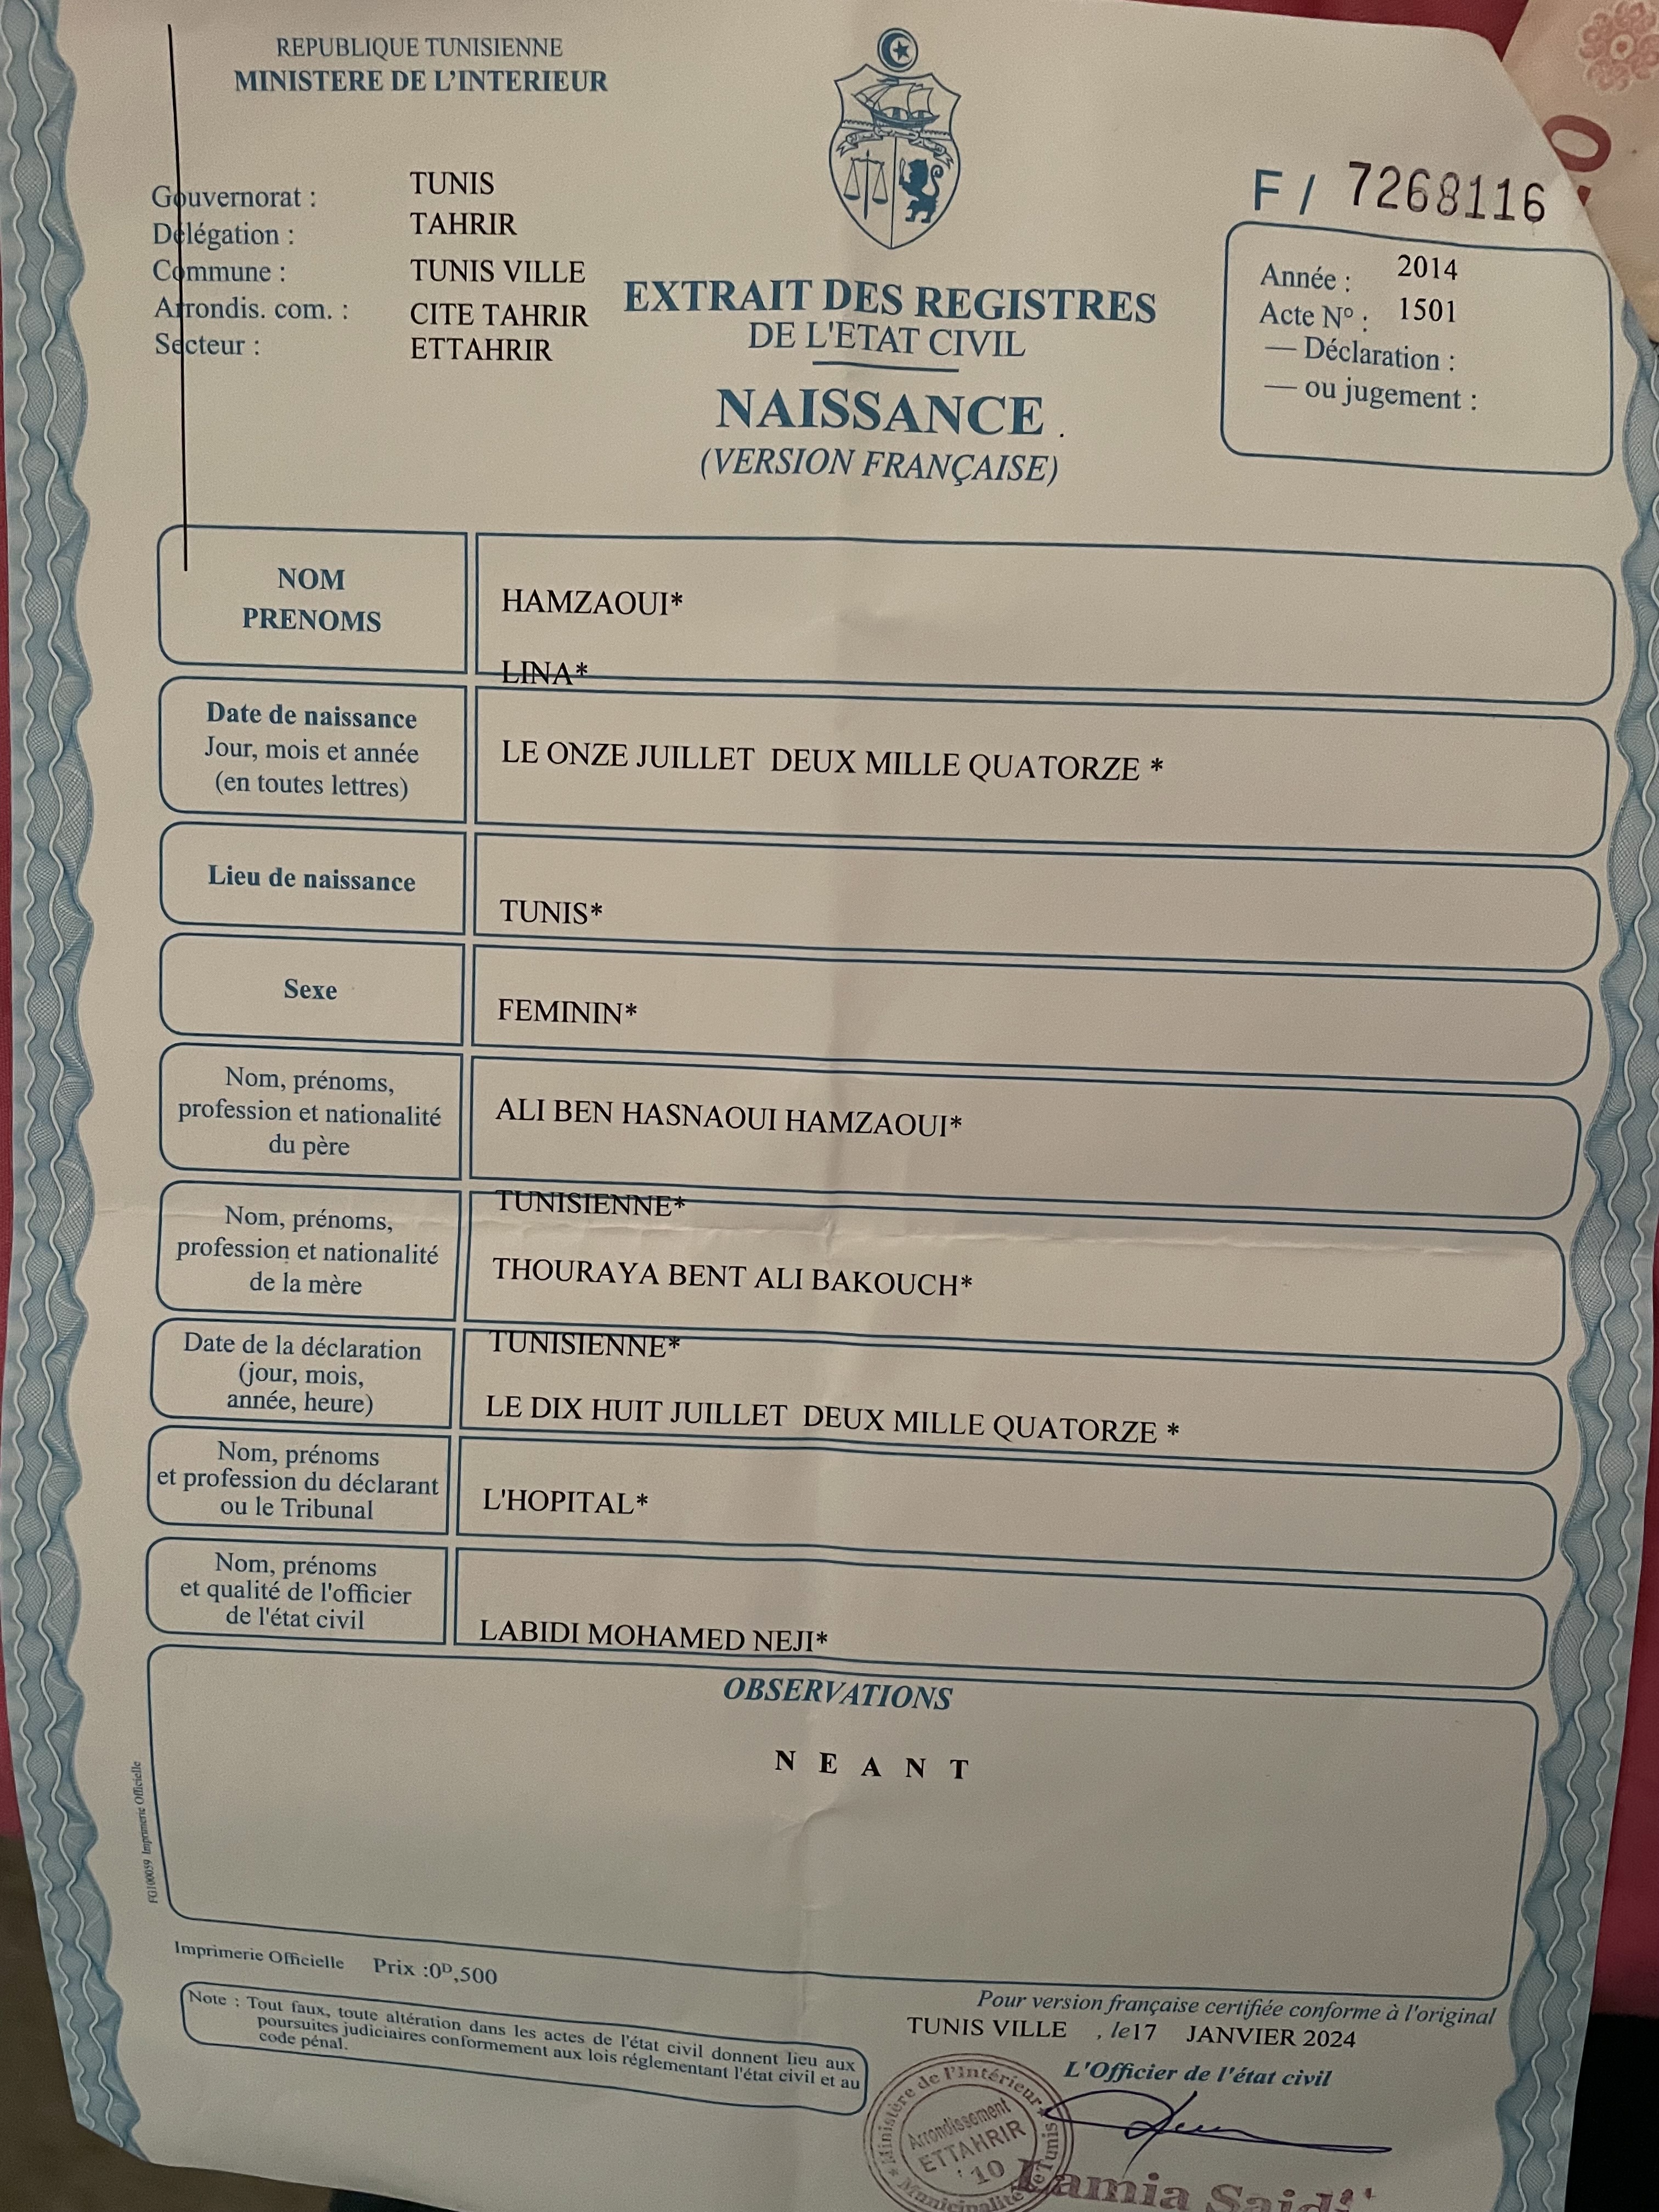 REPUBLIQUE TUNISIENNE
MINISTERE DE L'INTERIEUR
Gouvernorat : TUNIS
Délégation : TAHRIR
Commune : TUNIS VILLE
Arrondis. com. : CITE TAHRIR
Secteur : ETTAHRIR
EXTRAIT DES REGISTRES
DE L'ETAT CIVIL
NAISSANCE
(VERSION FRANÇAISE)
F / 7268116
Année : 2014
Acte N° : 1501
— Déclaration :
— ou jugement :
NOM
PRENOMS
HAMZAOUI*
LINA*
Date de naissance
Jour, mois et année
(en toutes lettres)
LE ONZE JUILLET DEUX MILLE QUATORZE *
Lieu de naissance
TUNIS*
Sexe
FEMININ*
Nom, prénoms,
profession et nationalité
du père
ALI BEN HASNAOUI HAMZAOUI*
TUNISIENNE*
Nom, prénoms,
profession et nationalité
de la mère
THOURAYA BENT ALI BAKOUCH*
TUNISIENNE*
Date de la déclaration
(jour, mois,
année, heure)
LE DIX HUIT JUILLET DEUX MILLE QUATORZE *
Nom, prénoms
et profession du déclarant
ou le Tribunal
L'HOPITAL*
Nom, prénoms
et qualité de l'officier
de l'état civil
LABIDI MOHAMED NEJI*
OBSERVATIONS
N E A N T
FG100059 Imprimerie Officielle
Imprimerie Officielle Prix :0D,500
Note : Tout faux, toute altération dans les actes de l'état civil donnent lieu aux
poursuites judiciaires conformement aux lois réglementant l'état civil et au
code pénal.
Pour version française certifiée conforme à l'original
TUNIS VILLE , le 17 JANVIER 2024
L'Officier de l'état civil
Ministère de l'Intérieur
Arrondissement
ETTAHRIR
10
Municipalité de Tunis
Lamia Saidi